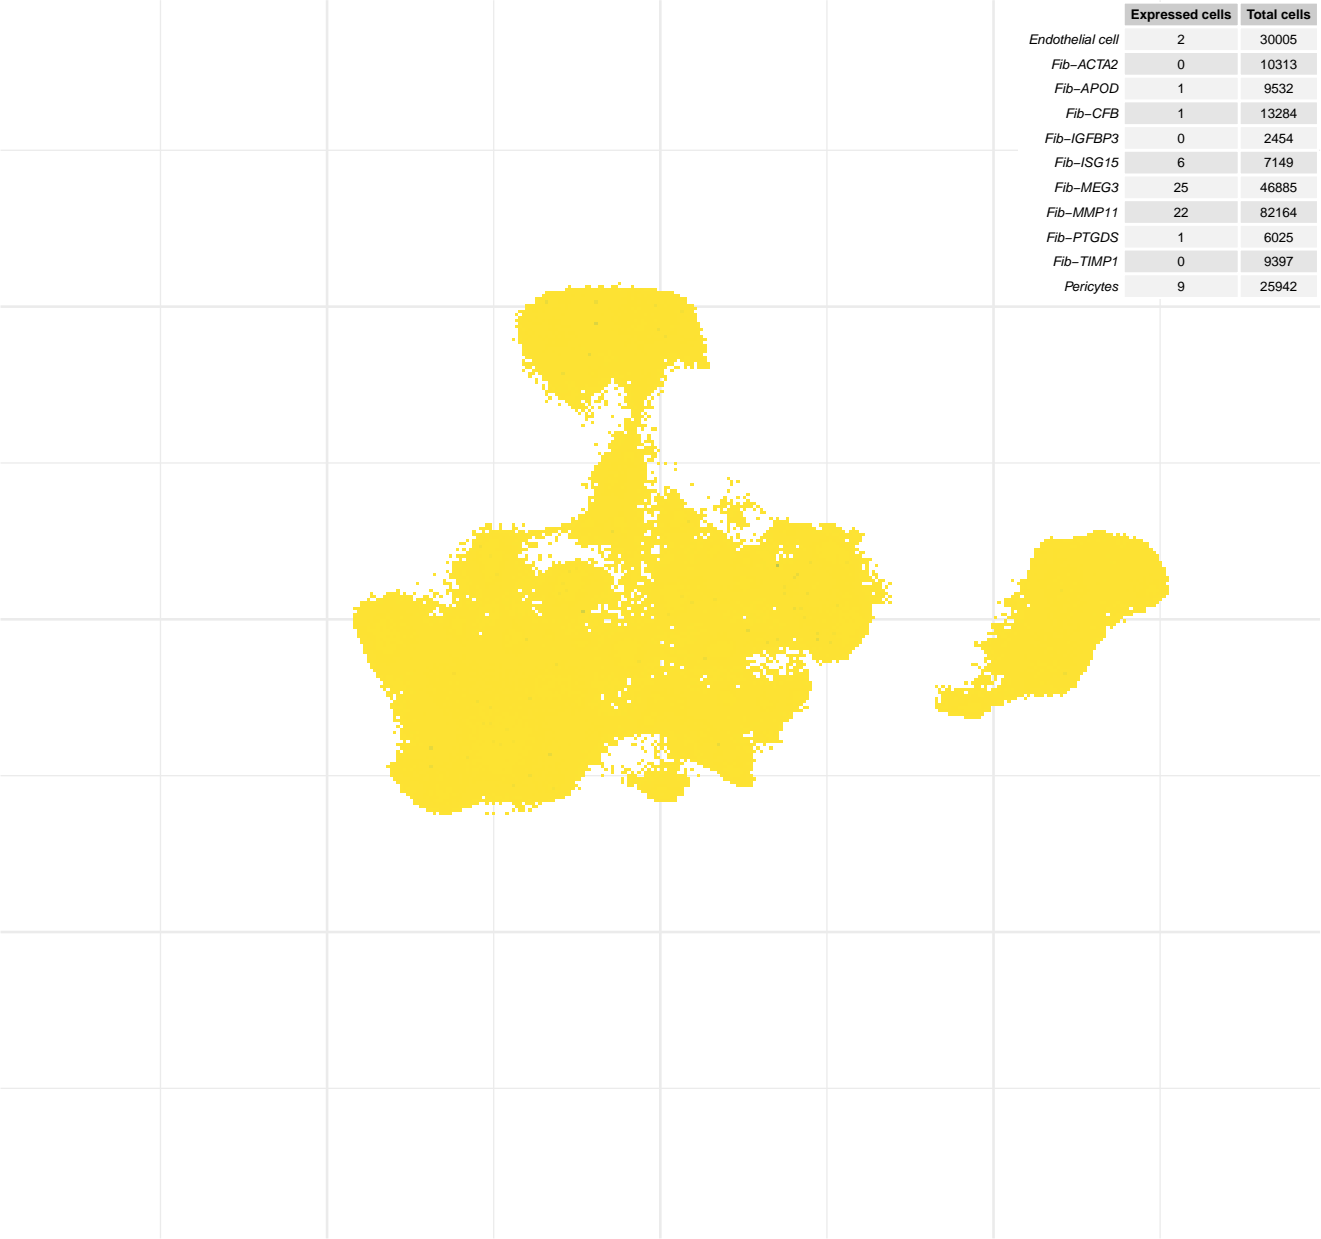 Expressed cells Total cells
Endothelial cell 2 30005
Fib−ACTA2 0 10313
Fib−APOD 1 9532
Fib−CFB 1 13284
Fib−IGFBP3 0 2454
Fib−ISG15 6 7149
Fib−MEG3 25 46885
Fib−MMP11 22 82164
Fib−PTGDS 1 6025
Fib−TIMP1 0 9397
Pericytes 9 25942